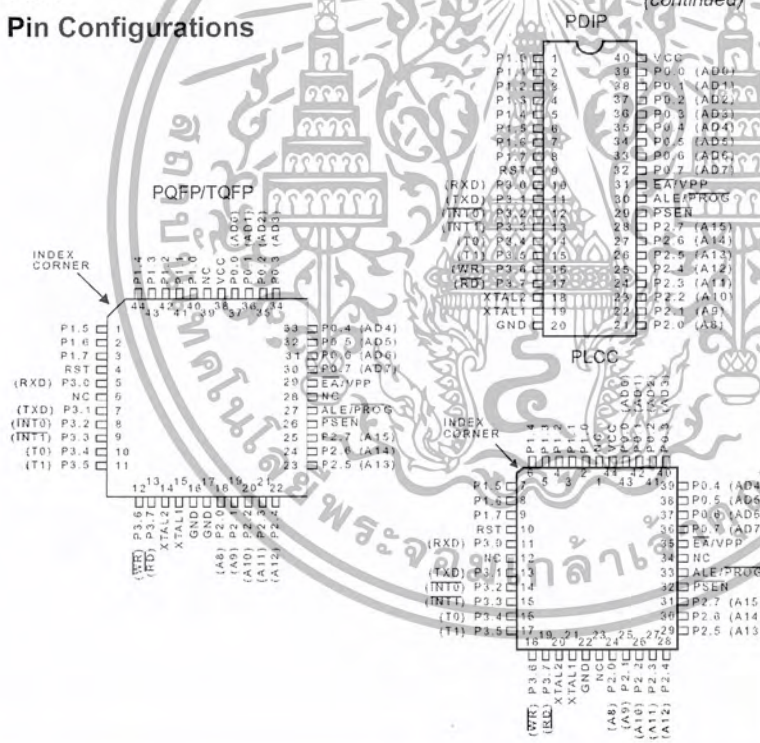 (continued)
Pin Configurations
PDIP
P1.0 1 40 VCC
P1.1 2 39 P0.0 (AD0)
P1.2 3 38 P0.1 (AD1)
P1.3 4 37 P0.2 (AD2)
P1.4 5 36 P0.3 (AD3)
P1.5 6 35 P0.4 (AD4)
P1.6 7 34 P0.5 (AD5)
P1.7 8 33 P0.6 (AD6)
RST 9 32 P0.7 (AD7)
(RXD) P3.0 10 31 EA/VPP
(TXD) P3.1 11 30 ALE/PROG
(INT0) P3.2 12 29 PSEN
(INT1) P3.3 13 28 P2.7 (A15)
(T0) P3.4 14 27 P2.6 (A14)
(T1) P3.5 15 26 P2.5 (A13)
(WR) P3.6 16 25 P2.4 (A12)
(RD) P3.7 17 24 P2.3 (A11)
XTAL2 18 23 P2.2 (A10)
XTAL1 19 22 P2.1 (A9)
GND 20 21 P2.0 (A8)
PQFP/TQFP
INDEX
CORNER
P1.4
P1.3
P1.2
P1.1
P1.0
NC
VCC
P0.0 (AD0)
P0.1 (AD1)
P0.2 (AD2)
P0.3 (AD3)
44 43 42 41 40 39 38 37 36 35 34
P1.5 1 33 P0.4 (AD4)
P1.6 2 32 P0.5 (AD5)
P1.7 3 31 P0.6 (AD6)
RST 4 30 P0.7 (AD7)
(RXD) P3.0 5 29 EA/VPP
NC 6 28 NC
(TXD) P3.1 7 27 ALE/PROG
(INT0) P3.2 8 26 PSEN
(INT1) P3.3 9 25 P2.7 (A15)
(T0) P3.4 10 24 P2.6 (A14)
(T1) P3.5 11 23 P2.5 (A13)
12 13 14 15 16 17 18 19 20 21 22
(WR) P3.6
(RD) P3.7
XTAL2
XTAL1
GND
GND
(A8) P2.0
(A9) P2.1
(A10) P2.2
(A11) P2.3
(A12) P2.4
PLCC
INDEX
CORNER
P1.4
P1.3
P1.2
P1.1
P1.0
NC
VCC
P0.0 (AD0)
P0.1 (AD1)
P0.2 (AD2)
P0.3 (AD3)
6 5 4 3 2 1 44 43 42 41 40
P1.5 7 39 P0.4 (AD4
P1.6 8 38 P0.5 (AD5
P1.7 9 37 P0.6 (AD6
RST 10 36 P0.7 (AD7
(RXD) P3.0 11 35 EA/VPP
NC 12 34 NC
(TXD) P3.1 13 33 ALE/PROG
(INT0) P3.2 14 32 PSEN
(INT1) P3.3 15 31 P2.7 (A15
(T0) P3.4 16 30 P2.6 (A14
(T1) P3.5 17 29 P2.5 (A13
18 19 20 21 22 23 24 25 26 27 28
(WR) P3.6
(RD) P3.7
XTAL2
XTAL1
GND
NC
(A8) P2.0
(A9) P2.1
(A10) P2.2
(A11) P2.3
(A12) P2.4